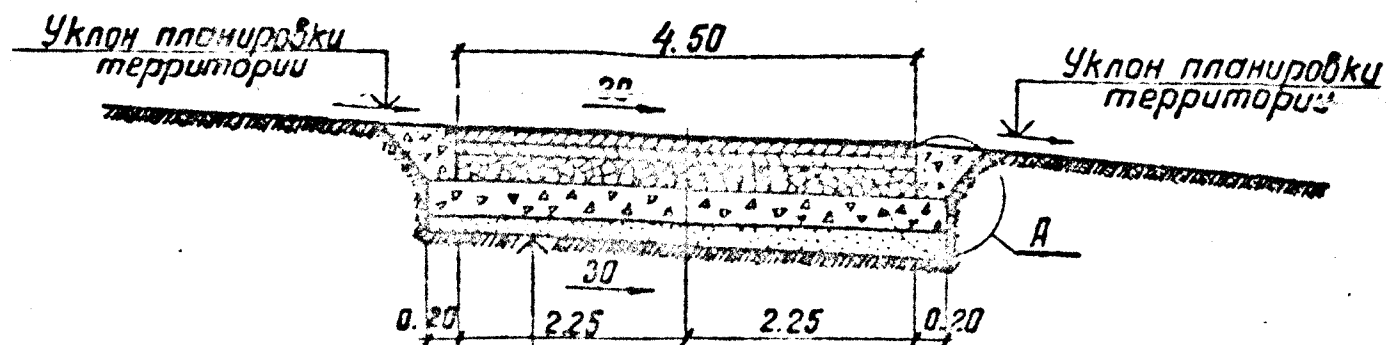 Уклон планировки
территории
4.50
Уклон планировки
территории
30
А
30
0.20 2.25 2.25 0.20